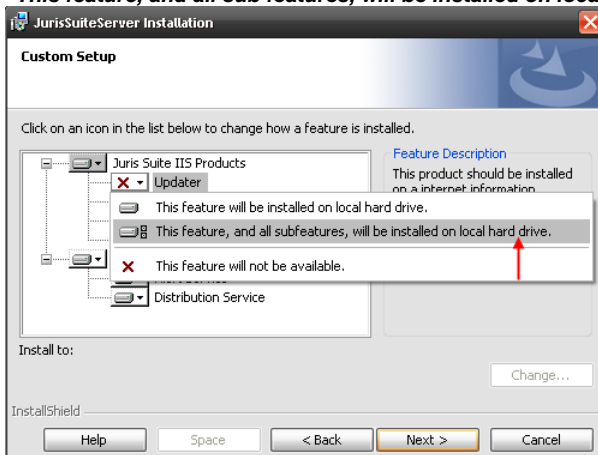 This feature, and all sub features, will be installed on local
JurisSuiteServer Installation
Custom Setup
Click on an icon in the list below to change how a feature is installed.
Juris Suite IIS Products
Updater
Feature Description
This product should be installed
on a internet information
This feature will be installed on local hard drive.
This feature, and all subfeatures, will be installed on local hard drive.
This feature will not be available.
Distribution Service
Install to:
Change...
InstallShield
Help
Space
< Back
Next >
Cancel